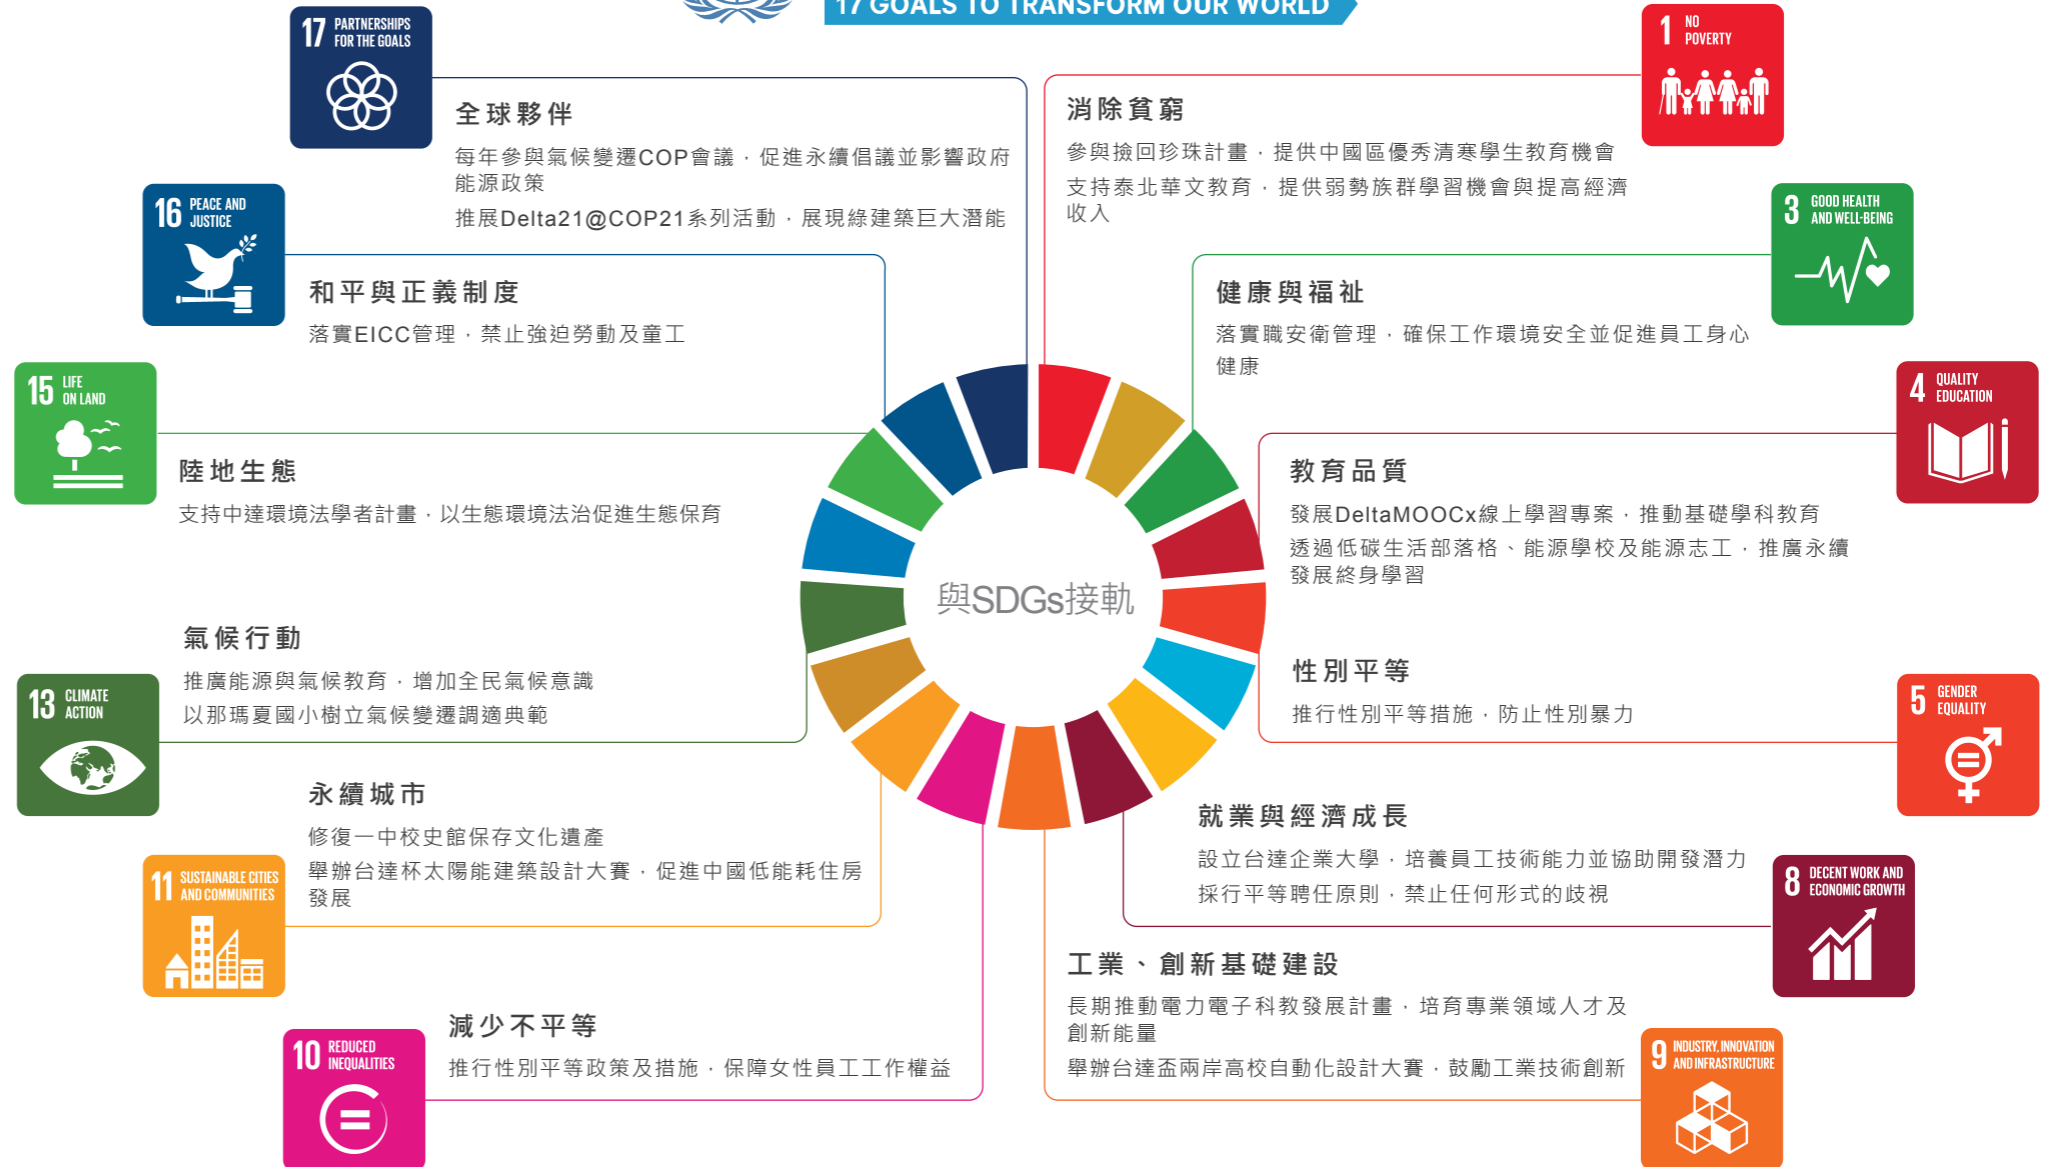 17 GOALS TO TRANSFORM OUR WORLD
17 PARTNERSHIPS
FOR THE GOALS
全球夥伴
每年參與氣候變遷COP會議，促進永續倡議並影響政府
能源政策
推展Delta21@COP21系列活動，展現綠建築巨大潛能
16 PEACE AND
JUSTICE
和平與正義制度
落實EICC管理，禁止強迫勞動及童工
15 LIFE
ON LAND
陸地生態
支持中達環境法學者計畫，以生態環境法治促進生態保育
13 CLIMATE
ACTION
氣候行動
推廣能源與氣候教育，增加全民氣候意識
以那瑪夏國小樹立氣候變遷調適典範
11 SUSTAINABLE CITIES
AND COMMUNITIES
永續城市
修復一中校史館保存文化遺產
舉辦台達杯太陽能建築設計大賽，促進中國低能耗住房
發展
10 REDUCED
INEQUALITIES
減少不平等
推行性別平等政策及措施，保障女性員工工作權益
與SDGs接軌
1 NO
POVERTY
消除貧窮
參與撿回珍珠計畫，提供中國區優秀清寒學生教育機會
支持泰北華文教育，提供弱勢族群學習機會與提高經濟
收入
3 GOOD HEALTH
AND WELL-BEING
健康與福祉
落實職安衛管理，確保工作環境安全並促進員工身心
健康
4 QUALITY
EDUCATION
教育品質
發展DeltaMOOCx線上學習專案，推動基礎學科教育
透過低碳生活部落格、能源學校及能源志工，推廣永續
發展終身學習
5 GENDER
EQUALITY
性別平等
推行性別平等措施，防止性別暴力
8 DECENT WORK AND
ECONOMIC GROWTH
就業與經濟成長
設立台達企業大學，培養員工技術能力並協助開發潛力
採行平等聘任原則，禁止任何形式的歧視
9 INDUSTRY, INNOVATION
AND INFRASTRUCTURE
工業、創新基礎建設
長期推動電力電子科教發展計畫，培育專業領域人才及
創新能量
舉辦台達盃兩岸高校自動化設計大賽，鼓勵工業技術創新